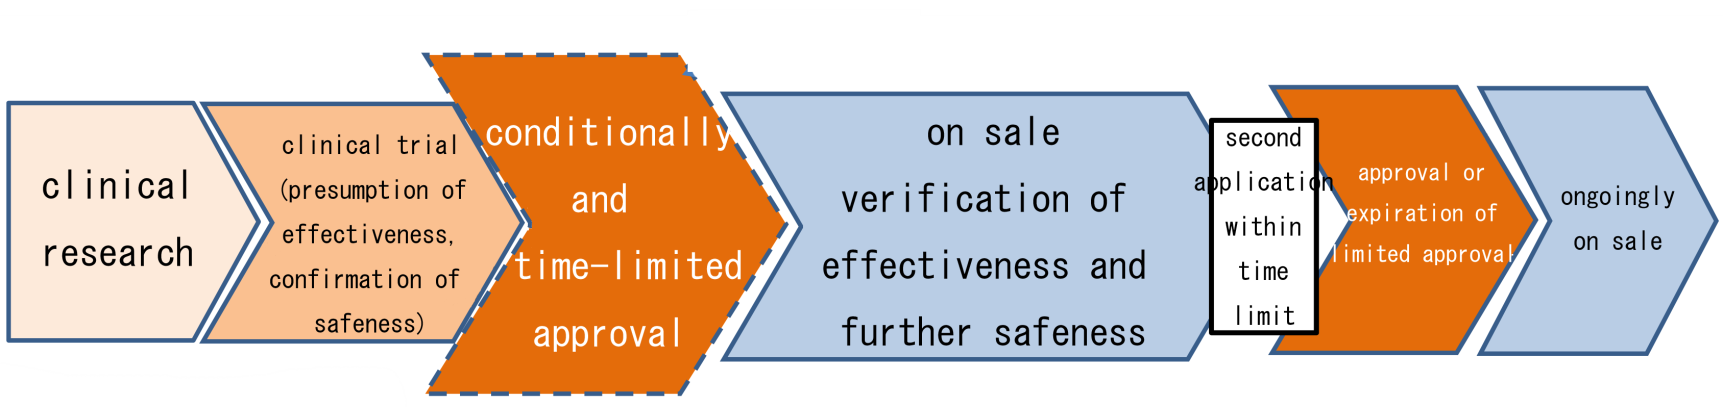 clinical
research
clinical trial
(presumption of
effectiveness,
confirmation of
safeness)
conditionally
and
time-limited
approval
on sale
verification of
effectiveness and
further safeness
second
application
within
time
limit
approval or
expiration of
limited approval
ongoingly
on sale